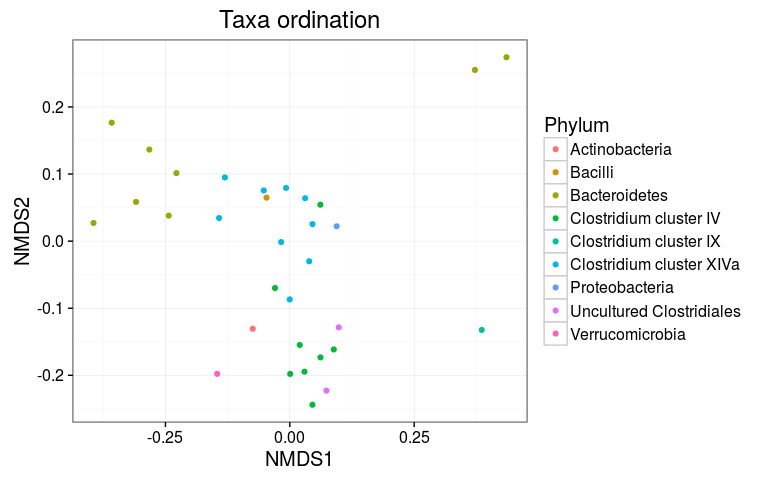 Taxa ordination
NMDS2
0.2
0.1
0.0
-0.1
-0.2
-0.25
0.00
0.25
NMDS1
Phylum
Actinobacteria
Bacilli
Bacteroidetes
Clostridium cluster IV
Clostridium cluster IX
Clostridium cluster XIVa
Proteobacteria
Uncultured Clostridiales
Verrucomicrobia